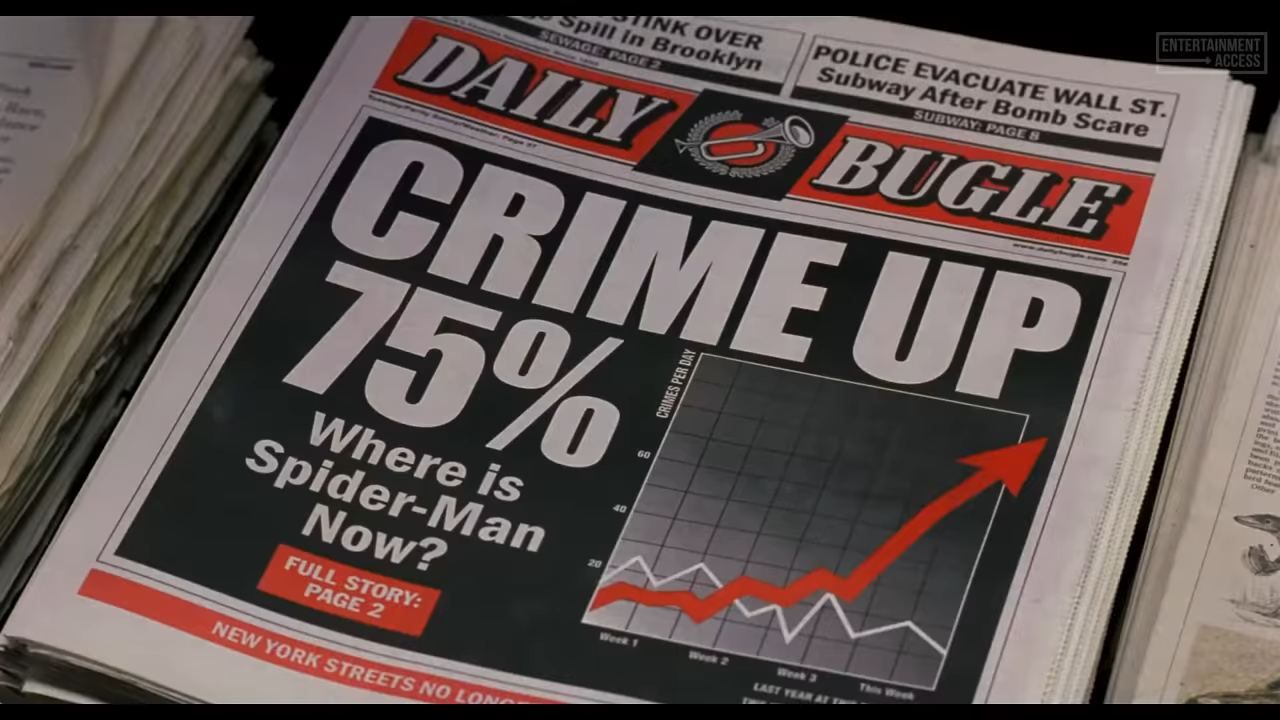 STINK OVER
Spill in Brooklyn
SEWAGE: PAGE 2
POLICE EVACUATE WALL ST.
Subway After Bomb Scare
SUBWAY: PAGE 8
ENTERTAINMENT
ACCESS
DAILY
BUGLE
CRIME UP
75%
Where is
Spider-Man
Now?
FULL STORY:
PAGE 2
CRIMES PER DAY
60
40
20
Week 1
Week 2
Week 3
This Week
LAST YEAR AT
NEW YORK STREETS NO